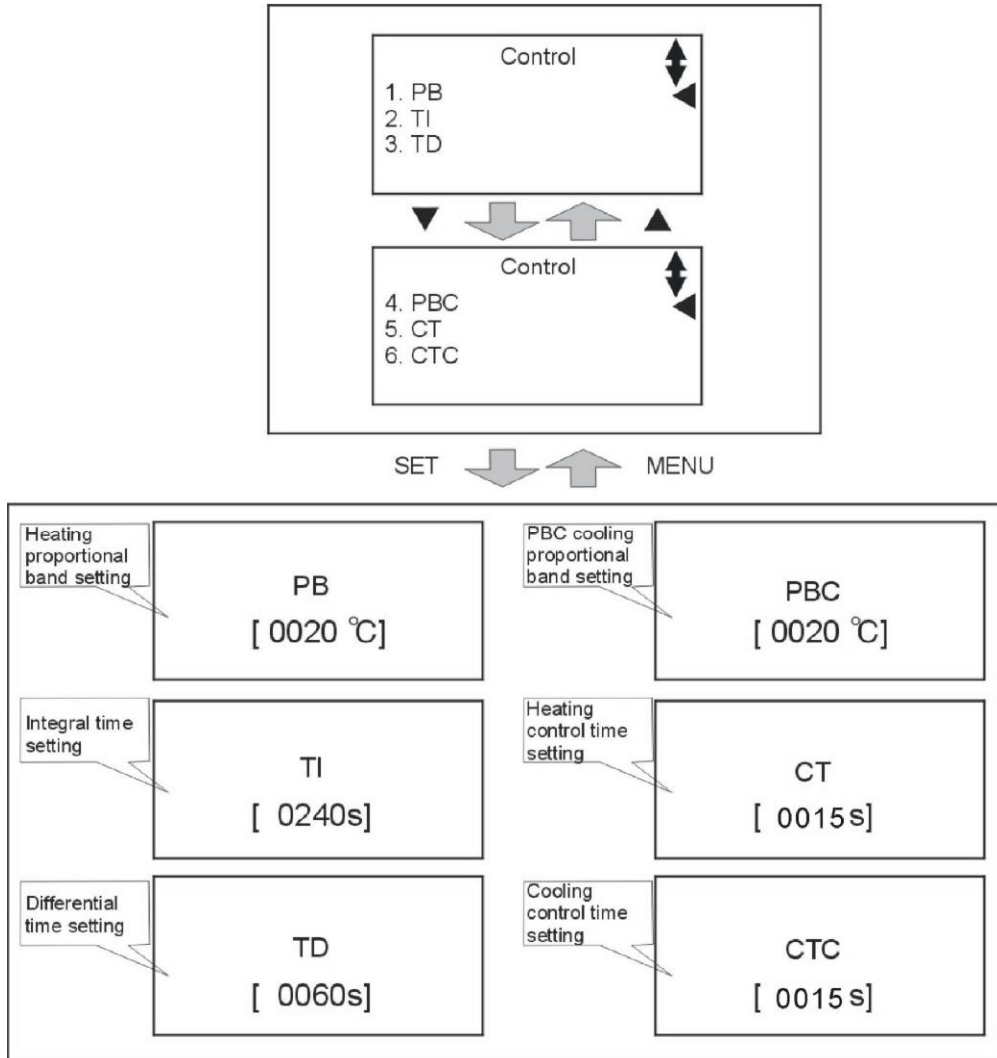 Control
1. PB
2. TI
3. TD
▼ ▲
Control
4. PBC
5. CT
6. CTC
SET MENU
Heating
proportional
band setting
PB
[ 0020 ℃]
PBC cooling
proportional
band setting
PBC
[ 0020 ℃]
Integral time
setting
TI
[ 0240s]
Heating
control time
setting
CT
[ 0015s]
Differential
time setting
TD
[ 0060s]
Cooling
control time
setting
CTC
[ 0015s]